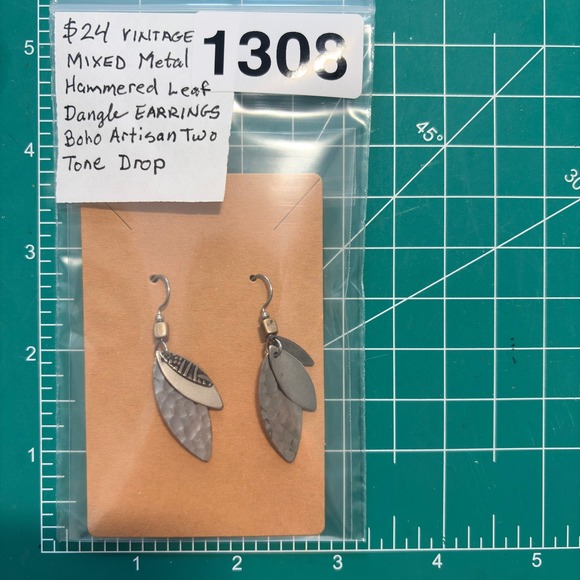 $24 VINTAGE
MIXED Metal
Hammered Leaf
Dangle EARRINGS
Boho Artisan Two
Tone Drop
1308
5
4
3
2
1
45°
30
1
2
3
4
5